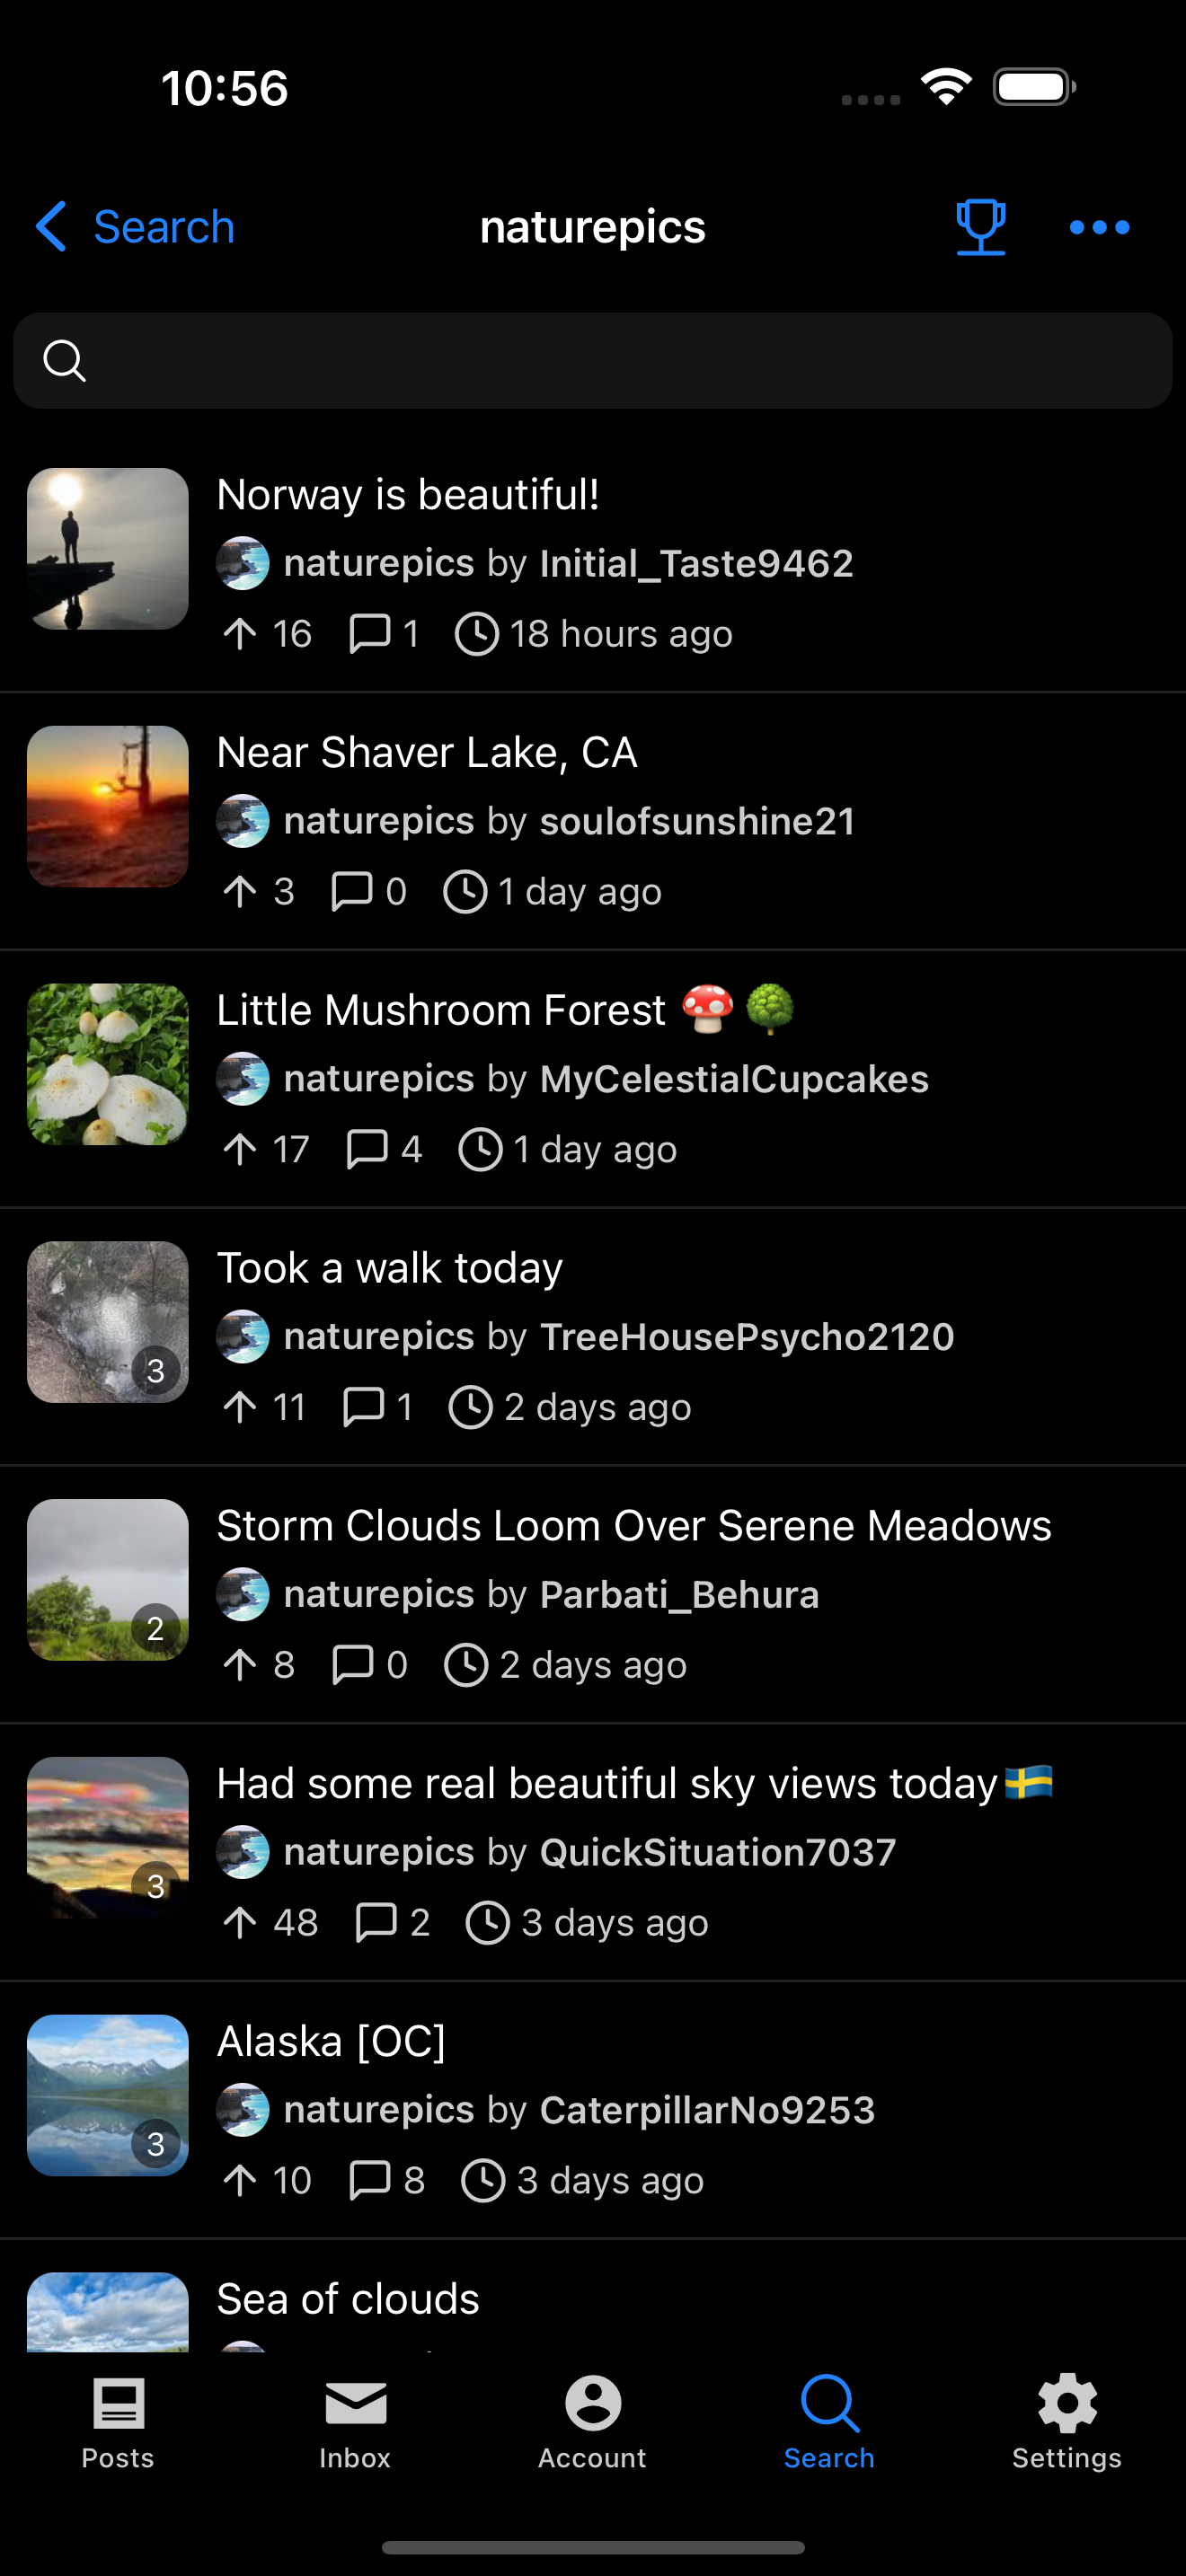 10:56
Search naturepics
Norway is beautiful!
naturepics by Initial_Taste9462
16 1 18 hours ago
Near Shaver Lake, CA
naturepics by soulofsunshine21
3 0 1 day ago
Little Mushroom Forest 🍄🌳
naturepics by MyCelestialCupcakes
17 4 1 day ago
Took a walk today
naturepics by TreeHousePsycho2120
3
11 1 2 days ago
Storm Clouds Loom Over Serene Meadows
naturepics by Parbati_Behura
2
8 0 2 days ago
Had some real beautiful sky views today🇸🇪
naturepics by QuickSituation7037
3
48 2 3 days ago
Alaska [OC]
naturepics by CaterpillarNo9253
3
10 8 3 days ago
Sea of clouds
Posts Inbox Account Search Settings